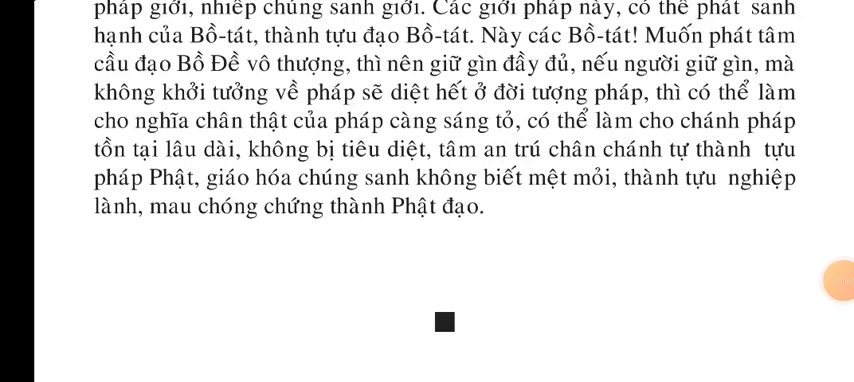 pháp giới, nhiếp chúng sanh giới. Các giới pháp này, có thể phát sanh
hạnh của Bồ-tát, thành tựu đạo Bồ-tát. Này các Bồ-tát! Muốn phát tâm
cầu đạo Bồ Đề vô thượng, thì nên giữ gìn đầy đủ, nếu người giữ gìn, mà
không khởi tưởng về pháp sẽ diệt hết ở đời tượng pháp, thì có thể làm
cho nghĩa chân thật của pháp càng sáng tỏ, có thể làm cho chánh pháp
tồn tại lâu dài, không bị tiêu diệt, tâm an trú chân chánh tự thành tựu
pháp Phật, giáo hóa chúng sanh không biết mệt mỏi, thành tựu nghiệp
lành, mau chóng chứng thành Phật đạo.